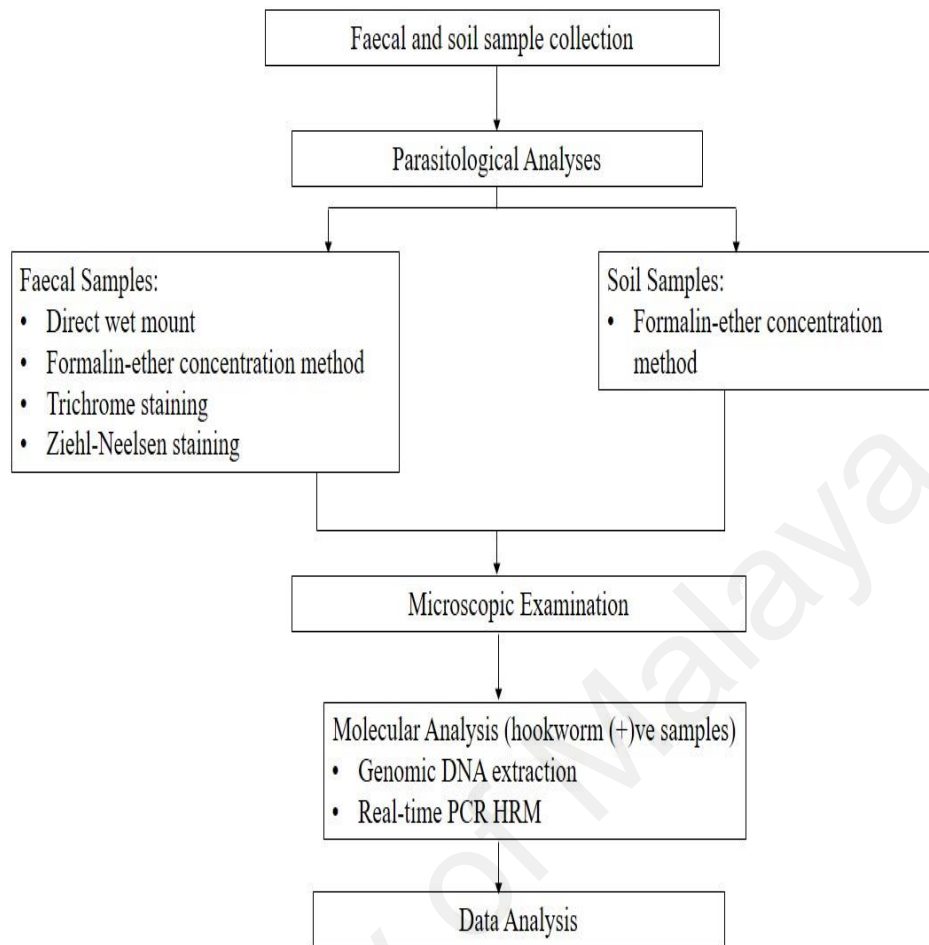 Faecal and soil sample collection
Parasitological Analyses
Faecal Samples:
• Direct wet mount
• Formalin-ether concentration method
• Trichrome staining
• Ziehl-Neelsen staining
Soil Samples:
• Formalin-ether concentration
method
Microscopic Examination
Molecular Analysis (hookworm (+)ve samples)
• Genomic DNA extraction
• Real-time PCR HRM
Data Analysis
of Malaya